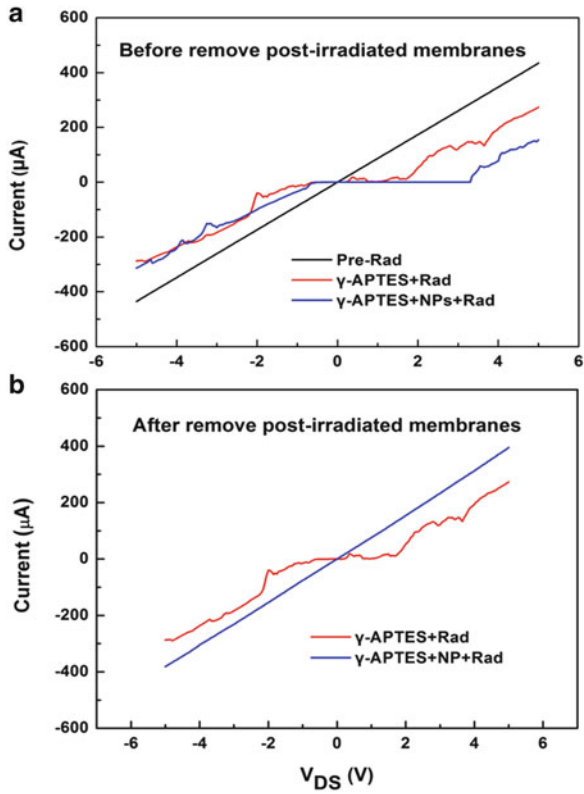 a
Before remove post-irradiated membranes
600
400
200
0
-200
-400
-600
Current (µA)
Pre-Rad
γ-APTES+Rad
γ-APTES+NPs+Rad
-6 -4 -2 0 2 4 6
b
After remove post-irradiated membranes
600
400
200
0
-200
-400
-600
Current (µA)
γ-APTES+Rad
γ-APTES+NP+Rad
-6 -4 -2 0 2 4 6
VDS (V)